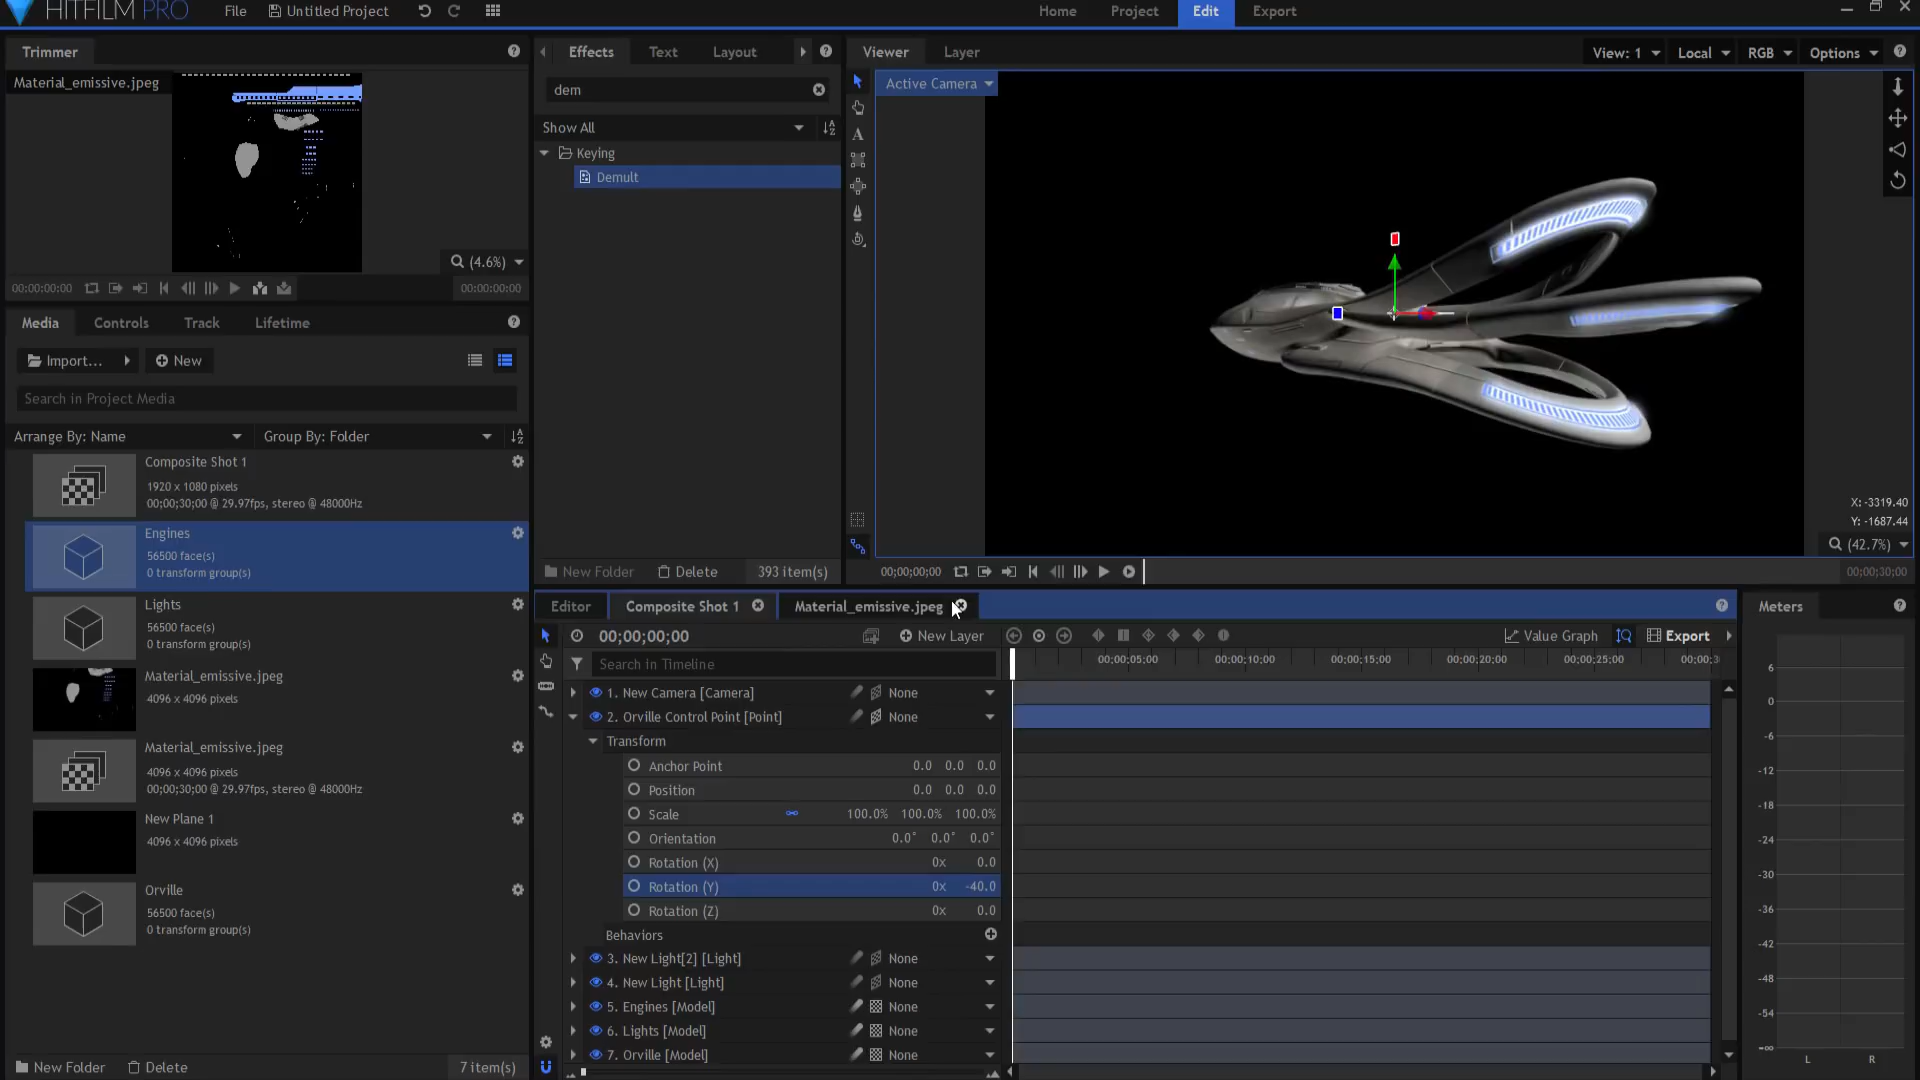 HITFILM PRO
File
Untitled Project
Home
Project
Edit
Export
Trimmer
Material_emissive.jpeg
(4.6%)
00:00:00;00
00:00:00;00
Media
Controls
Track
Lifetime
Import...
New
Search in Project Media
Arrange By: Name
Group By: Folder
Composite Shot 1
1920 x 1080 pixels
00;00;30;00 @ 29.97fps, stereo @ 48000Hz
Engines
56500 face(s)
0 transform group(s)
Lights
56500 face(s)
0 transform group(s)
Material_emissive.jpeg
4096 x 4096 pixels
Material_emissive.jpeg
4096 x 4096 pixels
00;00;30;00 @ 29.97fps, stereo @ 48000Hz
New Plane 1
4096 x 4096 pixels
Orville
56500 face(s)
0 transform group(s)
New Folder
Delete
7 item(s)
Effects
Text
Layout
dem
Show All
Keying
Demult
New Folder
Delete
393 item(s)
Viewer
Layer
View: 1
Local
RGB
Options
Active Camera
X: -3319.40
Y: -1687.44
(42.7%)
00;00;00;00
00;00;30;00
Editor
Composite Shot 1
Material_emissive.jpeg
00;00;00;00
New Layer
Value Graph
Export
Search in Timeline
00;00;05;00
00;00;10;00
00;00;15;00
00;00;20;00
00;00;25;00
00;00;3
1. New Camera [Camera]
None
2. Orville Control Point [Point]
None
Transform
Anchor Point
0.0 0.0 0.0
Position
0.0 0.0 0.0
Scale
100.0% 100.0% 100.0%
Orientation
0.0° 0.0° 0.0°
Rotation (X)
0x 0.0
Rotation (Y)
0x -40.0
Rotation (Z)
0x 0.0
Behaviors
3. New Light[2] [Light]
None
4. New Light [Light]
None
5. Engines [Model]
None
6. Lights [Model]
None
7. Orville [Model]
None
Meters
6
0
-6
-12
-18
-24
-30
-36
-42
-48
-54
-∞
L
R